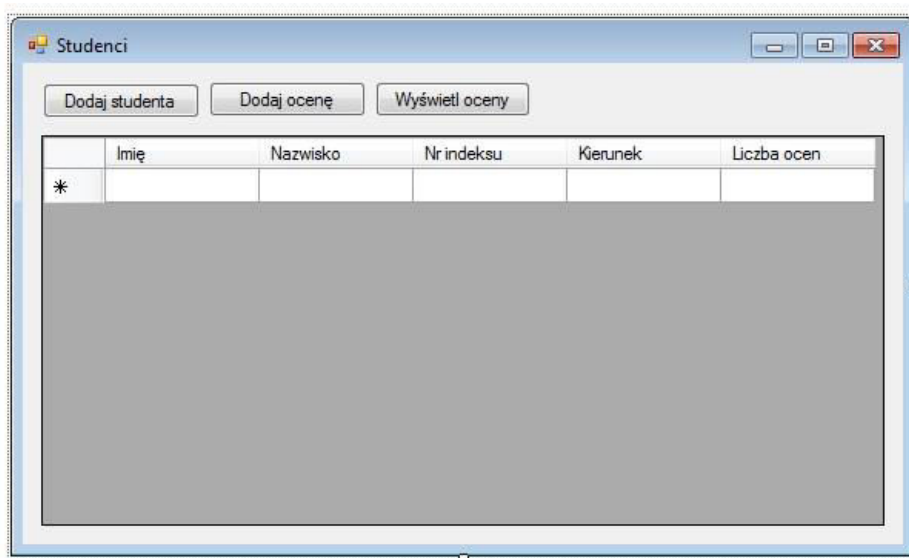 Studenci
Dodaj studenta Dodaj ocenę Wyświetl oceny
Imię Nazwisko Nr indeksu Kierunek Liczba ocen